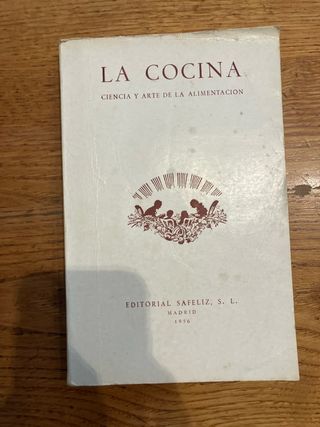 LA COCINA
CIENCIA Y ARTE DE LA ALIMENTACION
EDITORIAL SAFELIZ, S. L.
MADRID
1956